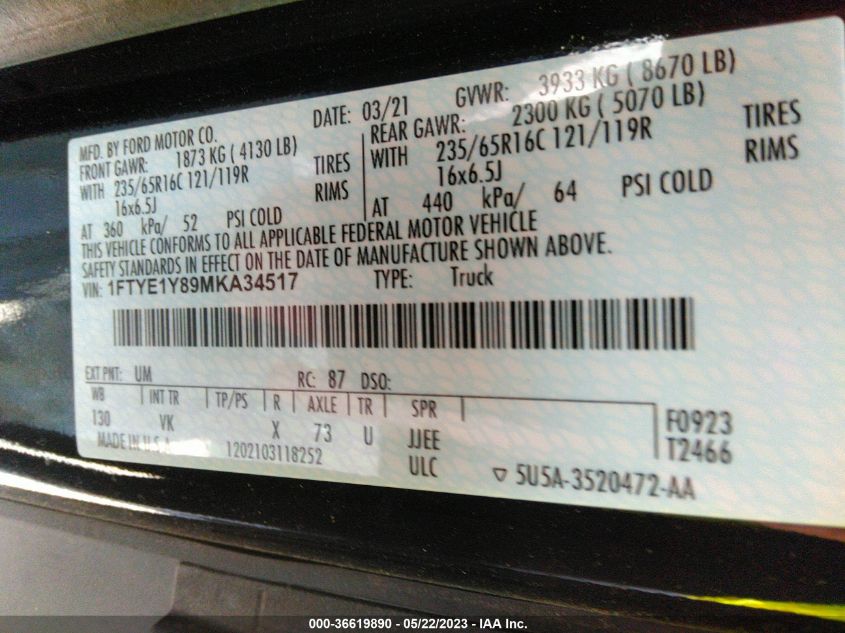 MFD. BY FORD MOTOR CO. DATE: 03/21 GVWR: 3933 KG ( 8670 LB)
FRONT GAWR: 1873 KG ( 4130 LB) REAR GAWR: 2300 KG ( 5070 LB)
WITH 235/65R16C 121/119R TIRES WITH 235/65R16C 121/119R TIRES
16x6.5J RIMS 16x6.5J RIMS
AT 360 kPa/ 52 PSI COLD AT 440 kPa/ 64 PSI COLD
THIS VEHICLE CONFORMS TO ALL APPLICABLE FEDERAL MOTOR VEHICLE
SAFETY STANDARDS IN EFFECT ON THE DATE OF MANUFACTURE SHOWN ABOVE.
VIN: 1FTYE1Y89MKA34517 TYPE: Truck
EXT PNT: UM RC: 87 DSO:
WB INT TR TP/PS R AXLE TR SPR
130 VK X 73 U JJEE F0923
MADE IN U.S.A. 1202103118252 ULC T2466
▽ 5U5A-3520472-AA
000-36619890 - 05/22/2023 - IAA Inc.